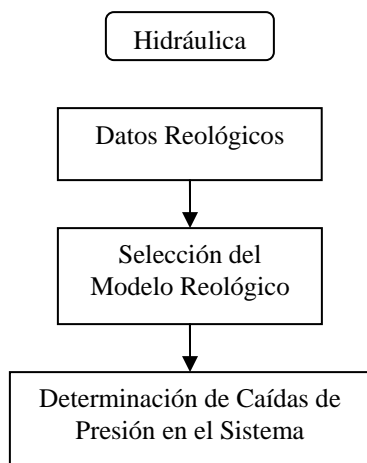 Hidráulica
Datos Reológicos
Selección del
Modelo Reológico
Determinación de Caídas de
Presión en el Sistema